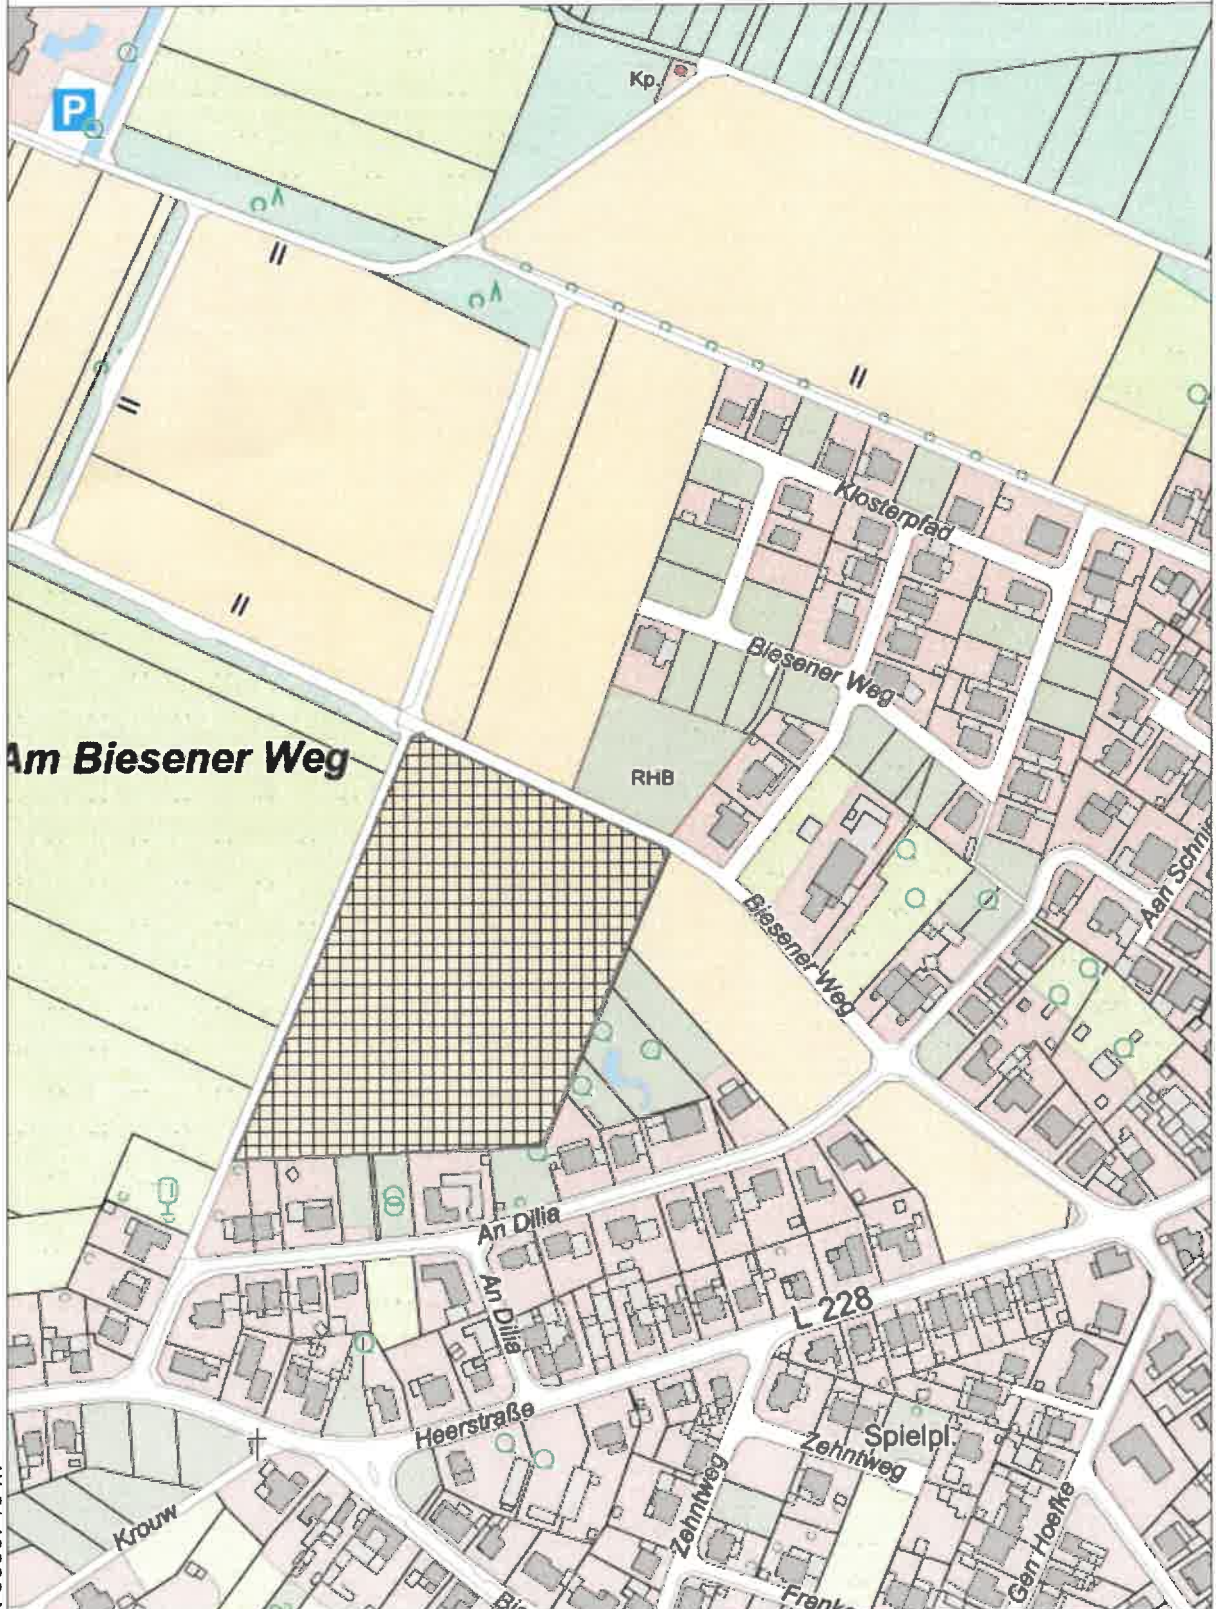 Kp.
P
Klosterpfad
Biesener Weg
Am Biesener Weg
RHB
Biesener Weg
An Dilia
An Dilia
L 228
Heerstraße
Spielpl.
Zehntweg
Zehntweg
Krouw
Gen Hoefke
Aan